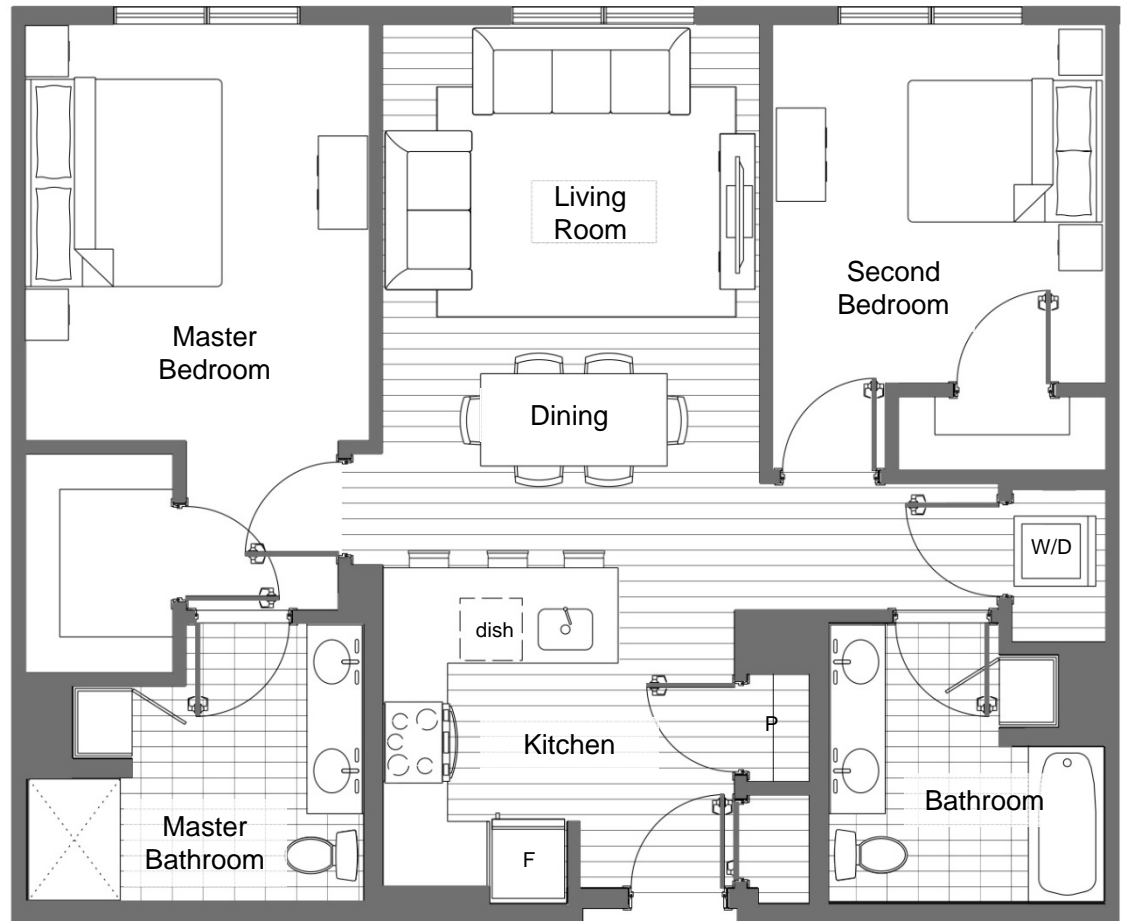 Living
Room
Second
Bedroom
Master
Bedroom
Dining
W/D
dish
P
Kitchen
Bathroom
Master
Bathroom
F